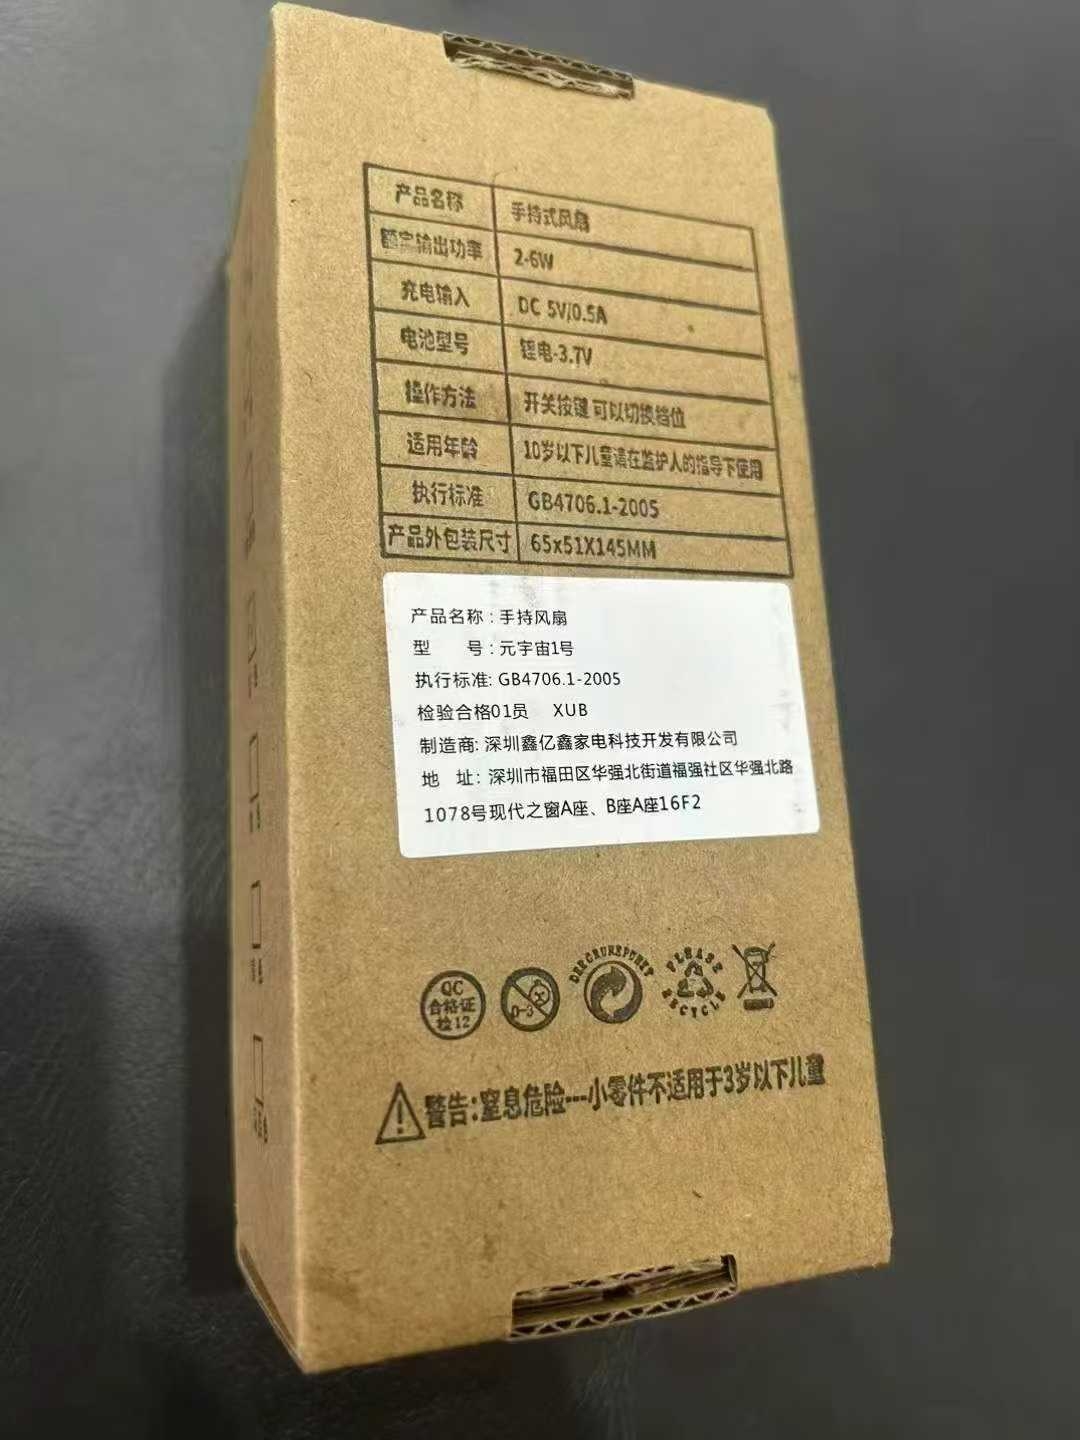 产品名称 手持式风扇
额定输出功率 2-6W
充电输入 DC 5V/0.5A
电池型号 锂电-3.7V
操作方法 开关按键 可以切换档位
适用年龄 10岁以下儿童请在监护人的指导下使用
执行标准 GB4706.1-2005
产品外包装尺寸 65x51X145MM
产品名称：手持风扇
型 号：元宇宙1号
执行标准: GB4706.1-2005
检验合格01员 XUB
制造商: 深圳鑫亿鑫家电科技开发有限公司
地 址: 深圳市福田区华强北街道福强社区华强北路
1078号现代之窗A座、B座A座16F2
QC
合格证
检12
0-3
PLEASE
RECYCLE
警告:窒息危险---小零件不适用于3岁以下儿童